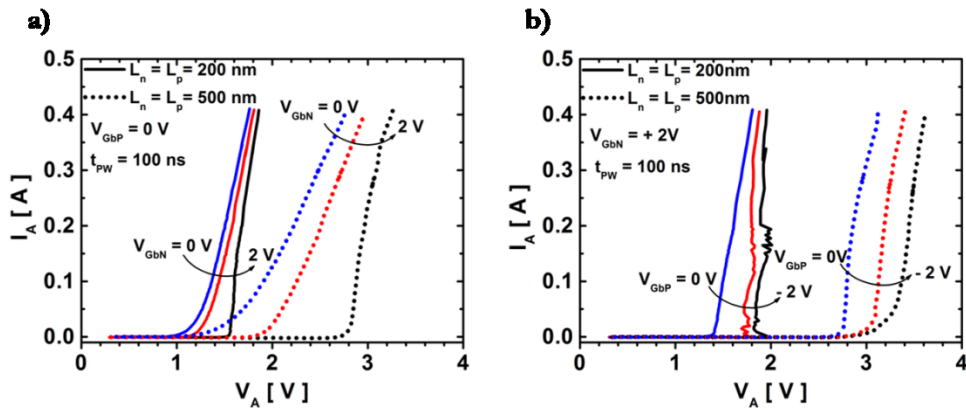 a)
0.5
0.4
0.3
0.2
0.1
0.0
I_A [ A ]
L_n = L_p = 200 nm
L_n = L_p = 500 nm
V_GbN = 0 V
2 V
V_GbP = 0 V
t_PW = 100 ns
V_GbN = 0 V
2 V
0 1 2 3 4
V_A [ V ]
b)
0.5
0.4
0.3
0.2
0.1
0.0
I_A [ A ]
L_n = L_p = 200nm
L_n = L_p = 500nm
V_GbN = + 2V
t_PW = 100 ns
V_GbP = 0V
- 2 V
V_GbP = 0 V
- 2 V
0 1 2 3 4
V_A [ V ]